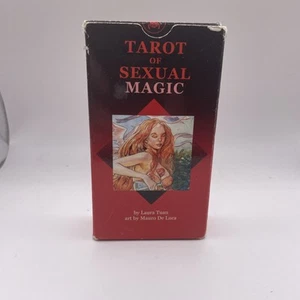 TAROT
OF
SEXUAL
MAGIC
by Laura Tuan
art by Mauro De Luca